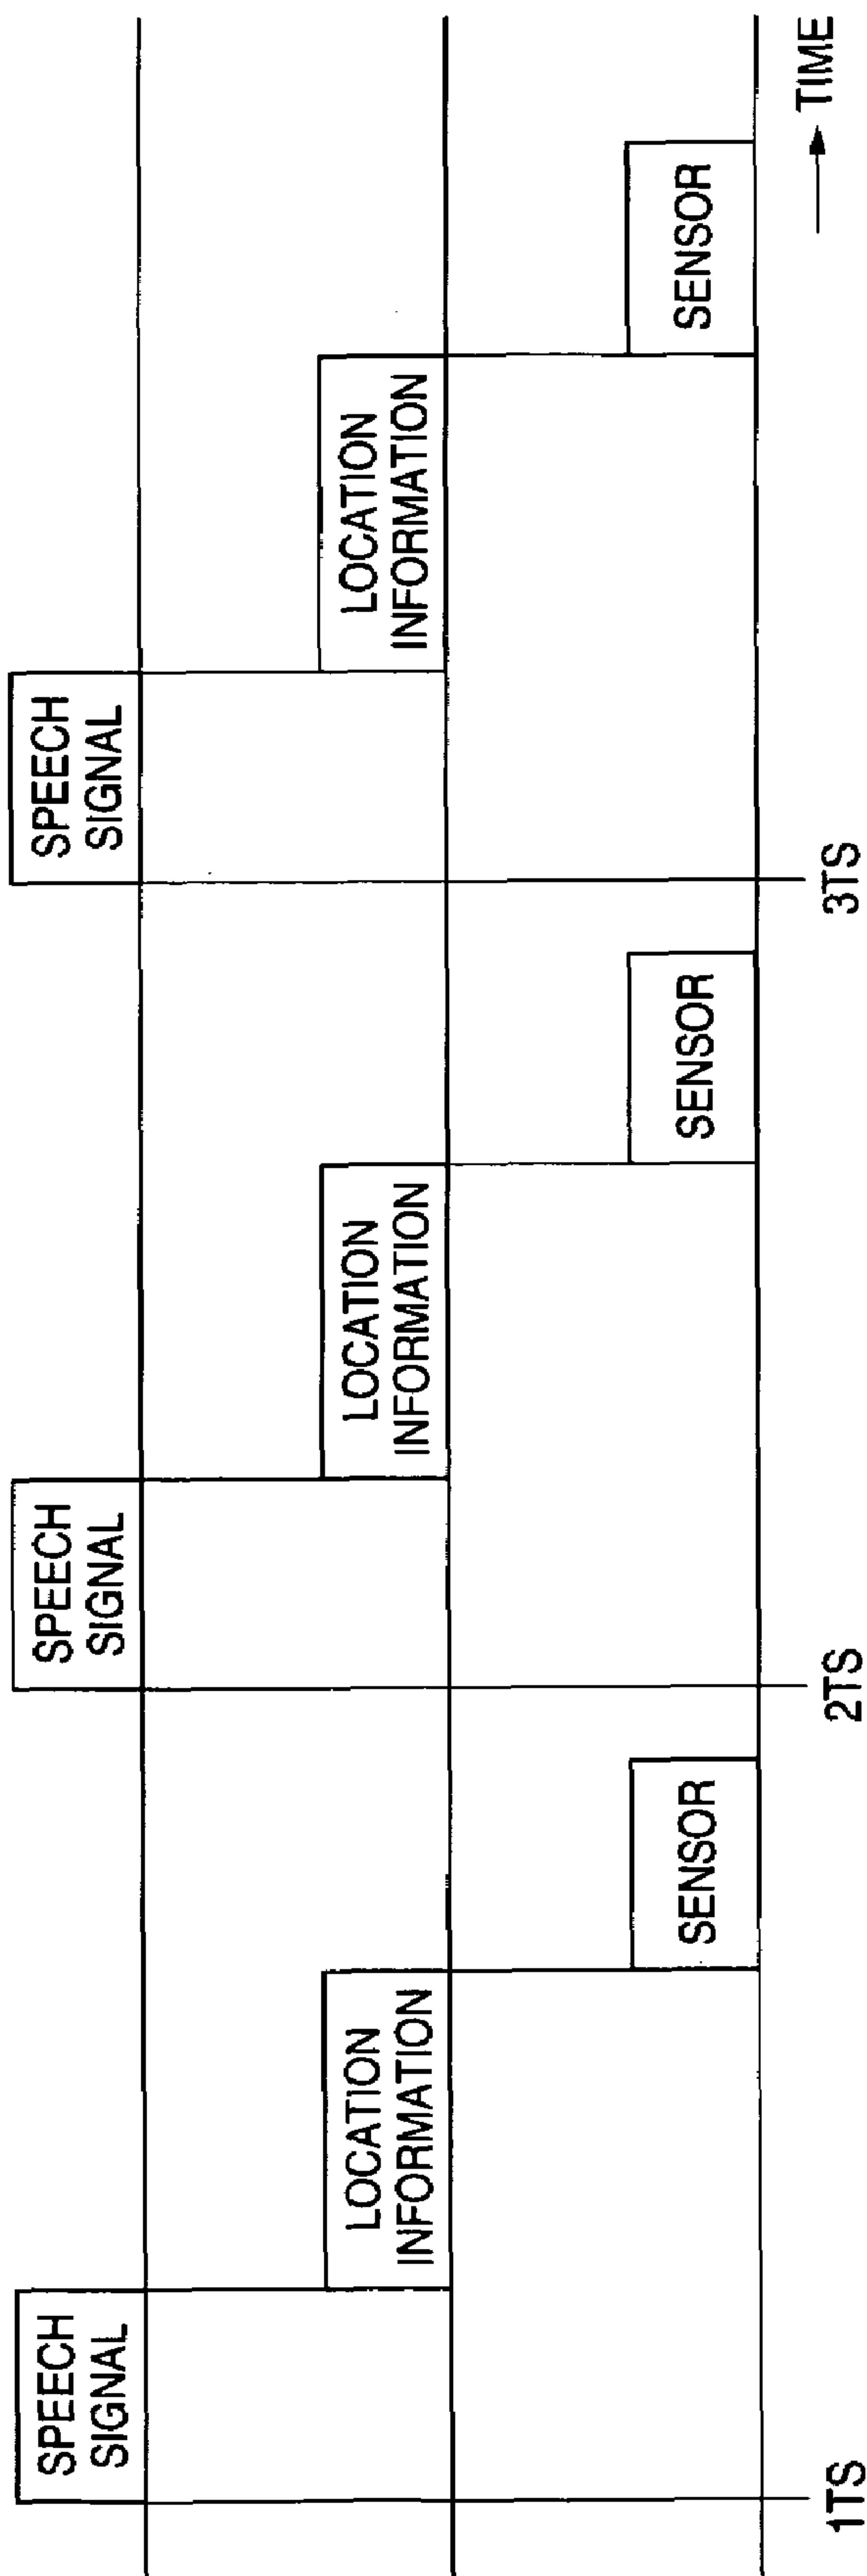 SPEECH
SIGNAL
SPEECH
SIGNAL
SPEECH
SIGNAL
LOCATION
INFORMATION
LOCATION
INFORMATION
LOCATION
INFORMATION
SENSOR
SENSOR
SENSOR
1TS
2TS
3TS
TIME